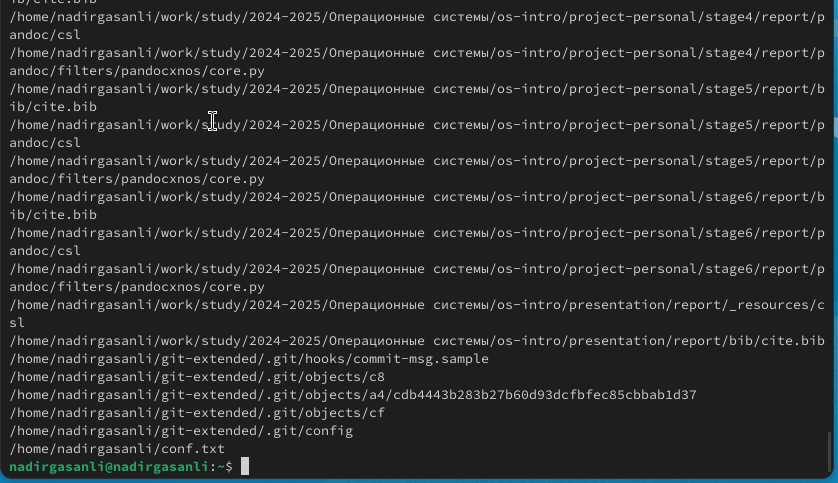 ib/cite.bib
/home/nadirgasanli/work/study/2024-2025/Операционные системы/os-intro/project-personal/stage4/report/p
andoc/csl
/home/nadirgasanli/work/study/2024-2025/Операционные системы/os-intro/project-personal/stage4/report/p
andoc/filters/pandocxnos/core.py
/home/nadirgasanli/work/study/2024-2025/Операционные системы/os-intro/project-personal/stage5/report/b
ib/cite.bib
/home/nadirgasanli/work/study/2024-2025/Операционные системы/os-intro/project-personal/stage5/report/p
andoc/csl
/home/nadirgasanli/work/study/2024-2025/Операционные системы/os-intro/project-personal/stage5/report/p
andoc/filters/pandocxnos/core.py
/home/nadirgasanli/work/study/2024-2025/Операционные системы/os-intro/project-personal/stage6/report/b
ib/cite.bib
/home/nadirgasanli/work/study/2024-2025/Операционные системы/os-intro/project-personal/stage6/report/p
andoc/csl
/home/nadirgasanli/work/study/2024-2025/Операционные системы/os-intro/project-personal/stage6/report/p
andoc/filters/pandocxnos/core.py
/home/nadirgasanli/work/study/2024-2025/Операционные системы/os-intro/presentation/report/_resources/c
sl
/home/nadirgasanli/work/study/2024-2025/Операционные системы/os-intro/presentation/report/bib/cite.bib
/home/nadirgasanli/git-extended/.git/hooks/commit-msg.sample
/home/nadirgasanli/git-extended/.git/objects/c8
/home/nadirgasanli/git-extended/.git/objects/a4/cdb4443b283b27b60d93dcfbfec85cbbab1d37
/home/nadirgasanli/git-extended/.git/objects/cf
/home/nadirgasanli/git-extended/.git/config
/home/nadirgasanli/conf.txt
nadirgasanli@nadirgasanli:~$